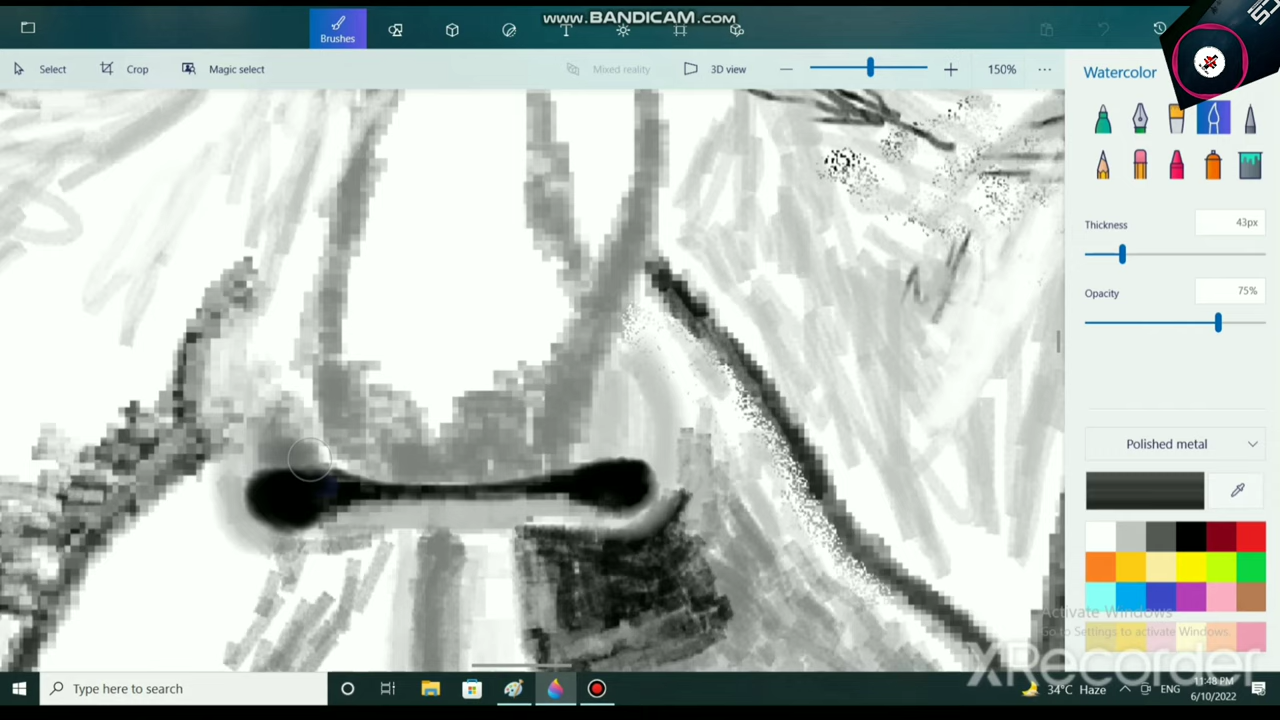 www.BANDICAM.com
Brushes
Select Crop Magic select Mixed reality 3D view 150%
Watercolor
Thickness 43px
Opacity 75%
Polished metal
Activate Windows
Go to Settings to activate Windows.
XRecorder
Type here to search
34°C Haze ENG 11:48 PM
6/10/2022